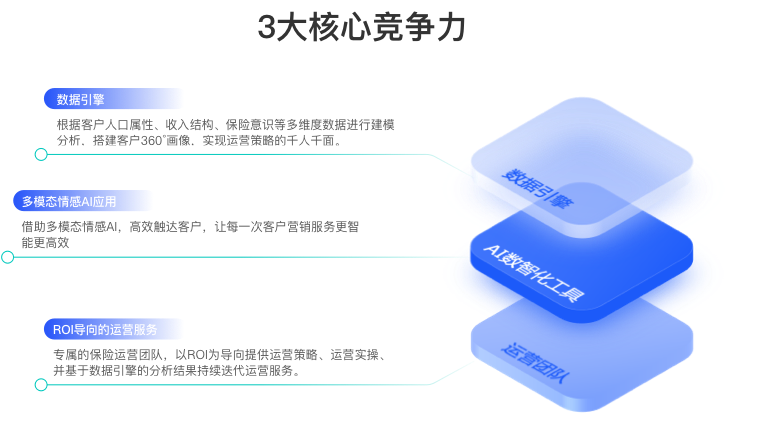 3大核心竞争力
数据引擎
根据客户人口属性、收入结构、保险意识等多维度数据进行建模
分析，搭建客户360°画像，实现运营策略的千人千面。
多模态情感AI应用
借助多模态情感AI，高效触达客户，让每一次客户营销服务更智
能更高效
ROI导向的运营服务
专属的保险运营团队，以ROI为导向提供运营策略、运营实操、
并基于数据引擎的分析结果持续迭代运营服务。
数据引擎
AI数智化工具
运营团队